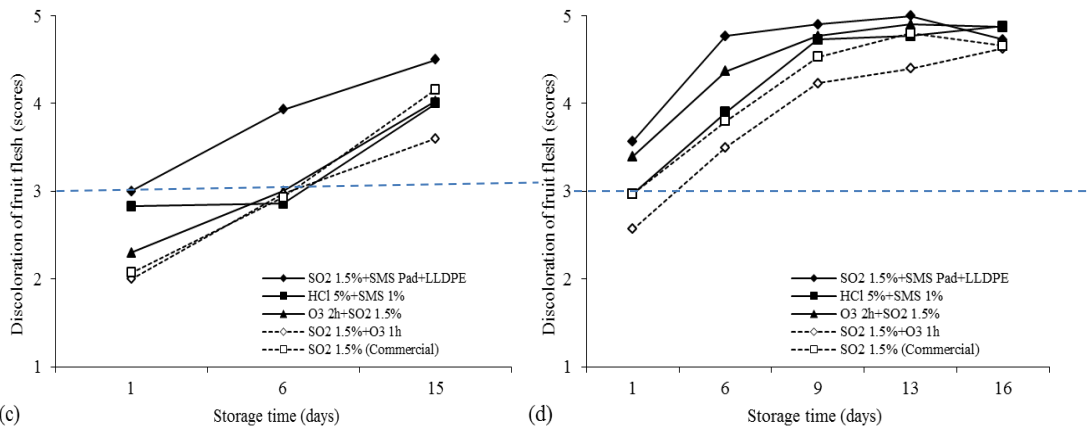 Discoloration of fruit flesh (scores)
5
4
3
2
1
SO2 1.5%+SMS Pad+LLDPE
HCl 5%+SMS 1%
O3 2h+SO2 1.5%
SO2 1.5%+O3 1h
SO2 1.5% (Commercial)
1 6 15
Storage time (days)
(c)
Discoloration of fruit flesh (scores)
5
4
3
2
1
SO2 1.5%+SMS Pad+LLDPE
HCl 5%+SMS 1%
O3 2h+SO2 1.5%
SO2 1.5%+O3 1h
SO2 1.5% (Commercial)
1 6 9 13 16
Storage time (days)
(d)